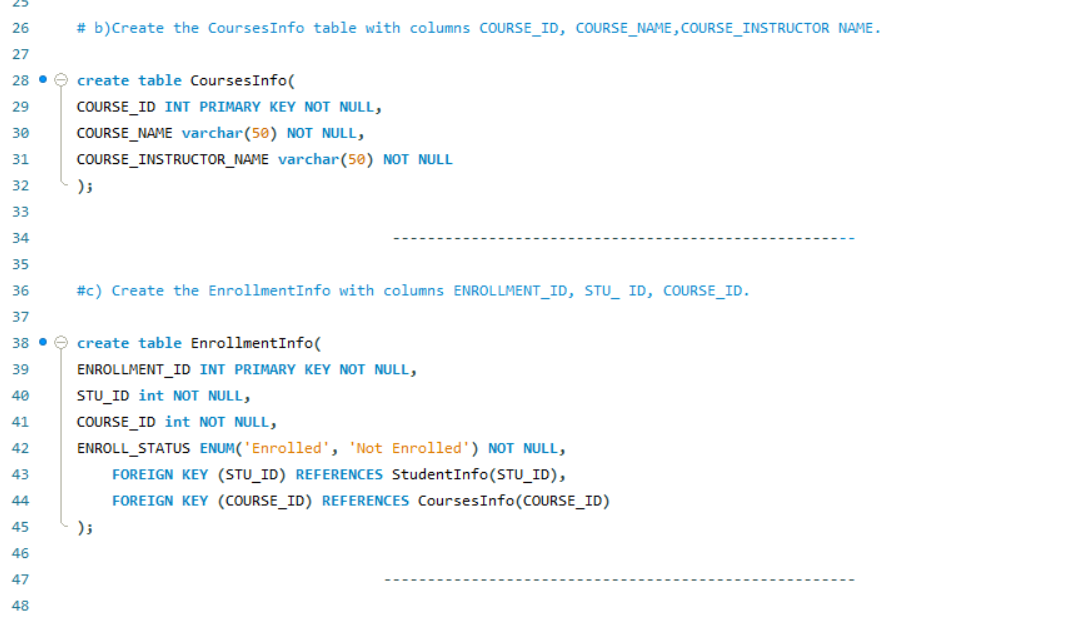 25
26 # b)Create the CoursesInfo table with columns COURSE_ID, COURSE_NAME,COURSE_INSTRUCTOR NAME.
27
28 create table CoursesInfo(
29 COURSE_ID INT PRIMARY KEY NOT NULL,
30 COURSE_NAME varchar(50) NOT NULL,
31 COURSE_INSTRUCTOR_NAME varchar(50) NOT NULL
32 );
33
34 -----------------------------------------------------
35
36 #c) Create the EnrollmentInfo with columns ENROLLMENT_ID, STU_ ID, COURSE_ID.
37
38 create table EnrollmentInfo(
39 ENROLLMENT_ID INT PRIMARY KEY NOT NULL,
40 STU_ID int NOT NULL,
41 COURSE_ID int NOT NULL,
42 ENROLL_STATUS ENUM('Enrolled', 'Not Enrolled') NOT NULL,
43 FOREIGN KEY (STU_ID) REFERENCES StudentInfo(STU_ID),
44 FOREIGN KEY (COURSE_ID) REFERENCES CoursesInfo(COURSE_ID)
45 );
46
47 ------------------------------------------------------
48